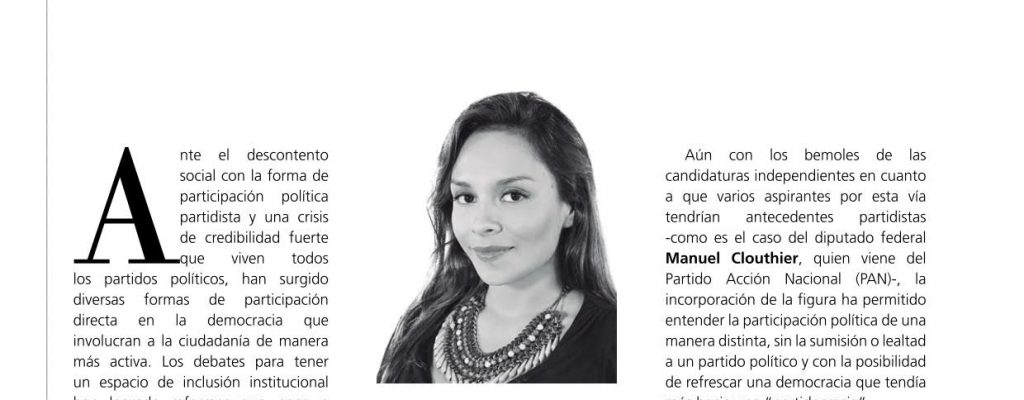 Ante el descontento
social con la forma de
participación política
partidista y una crisis
de credibilidad fuerte
que viven todos
los partidos políticos, han surgido
diversas formas de participación
directa en la democracia que
involucran a la ciudadanía de manera
más activa. Los debates para tener
un espacio de inclusión institucional
Aún con los bemoles de las
candidaturas independientes en cuanto
a que varios aspirantes por esta vía
tendrían antecedentes partidistas
-como es el caso del diputado federal
Manuel Clouthier, quien viene del
Partido Acción Nacional (PAN)-, la
incorporación de la figura ha permitido
entender la participación política de una
manera distinta, sin la sumisión o lealtad
a un partido político y con la posibilidad
de refrescar una democracia que tendía